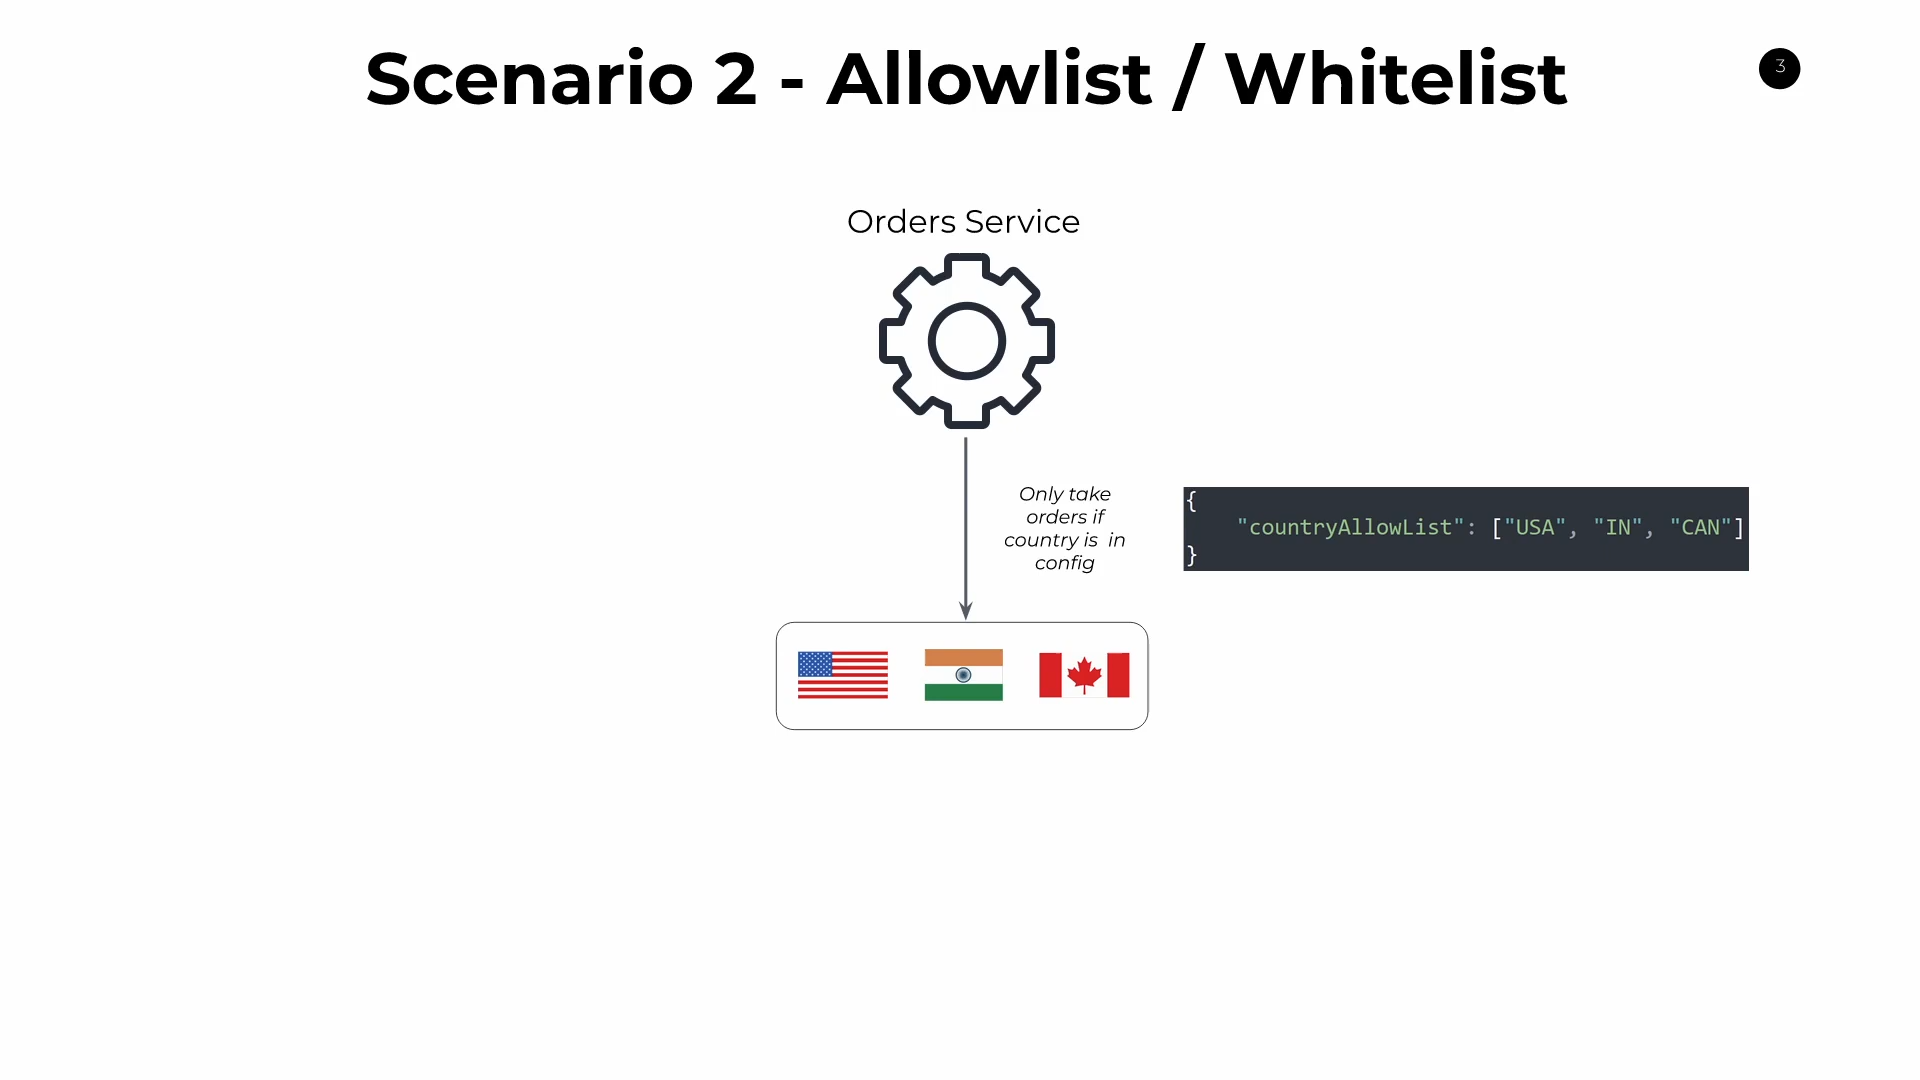 Scenario 2 - Allowlist / Whitelist
3
Orders Service
Only take
orders if
country is  in
config
{
    "countryAllowList": ["USA", "IN", "CAN"]
}